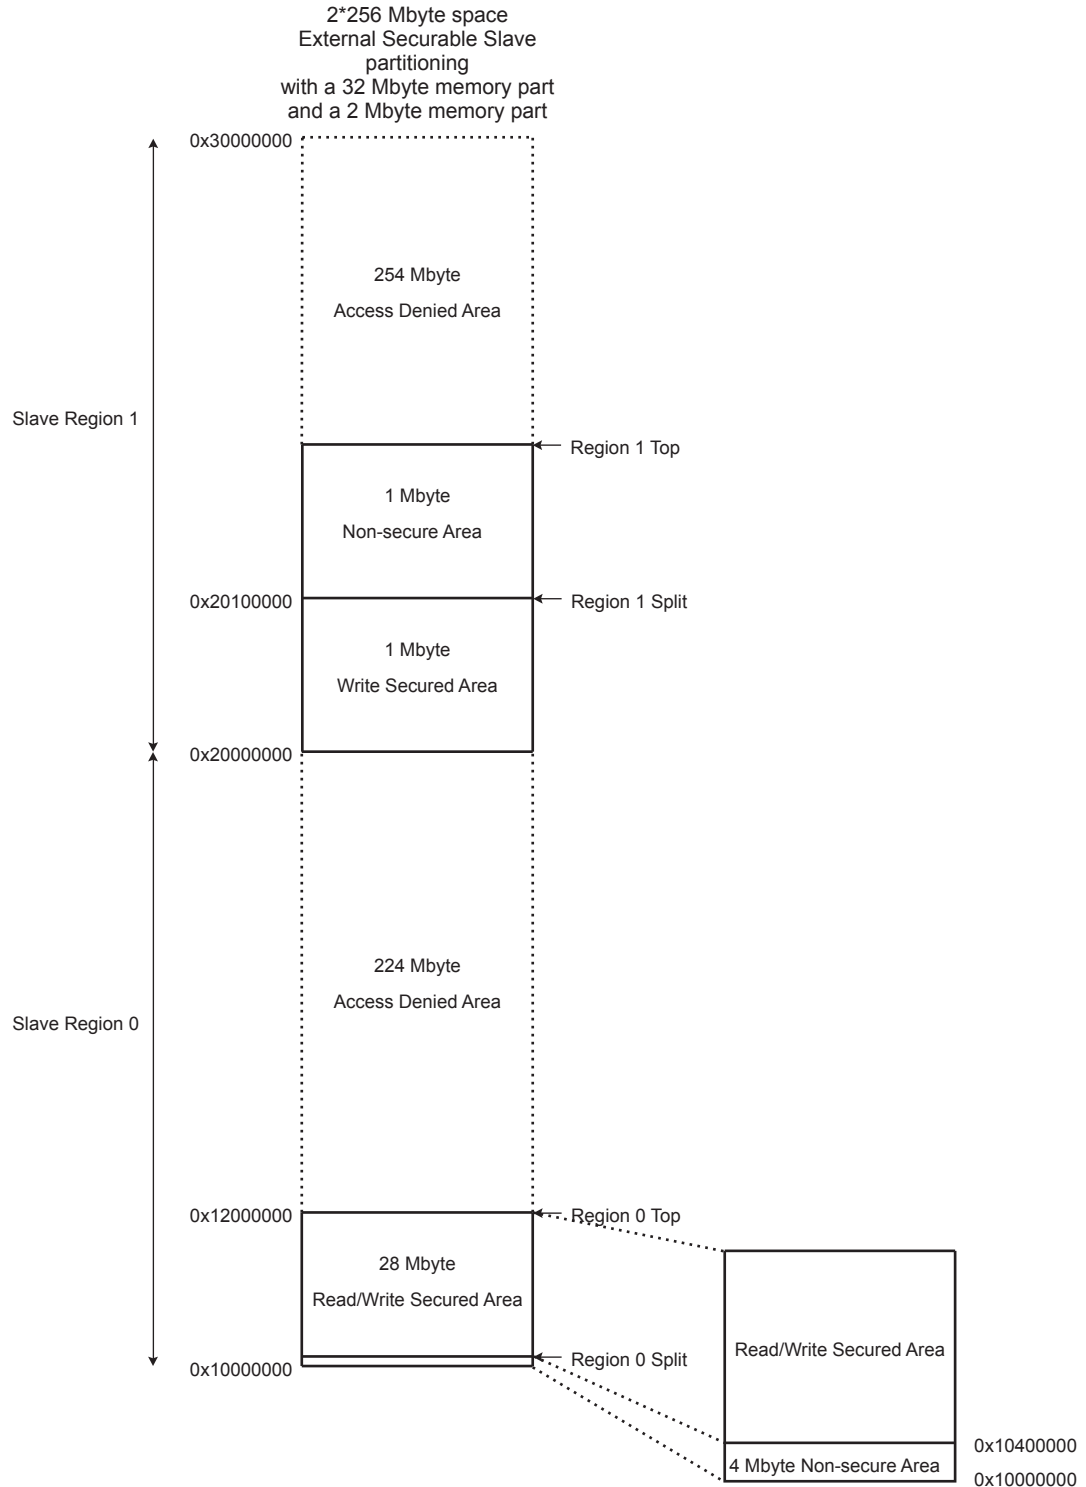 2*256 Mbyte space
External Securable Slave
partitioning
with a 32 Mbyte memory part
and a 2 Mbyte memory part
0x30000000
254 Mbyte
Access Denied Area
Slave Region 1
Region 1 Top
1 Mbyte
Non-secure Area
0x20100000
Region 1 Split
1 Mbyte
Write Secured Area
0x20000000
224 Mbyte
Access Denied Area
Slave Region 0
0x12000000
Region 0 Top
28 Mbyte
Read/Write Secured Area
Region 0 Split
0x10000000
Read/Write Secured Area
0x10400000
4 Mbyte Non-secure Area
0x10000000